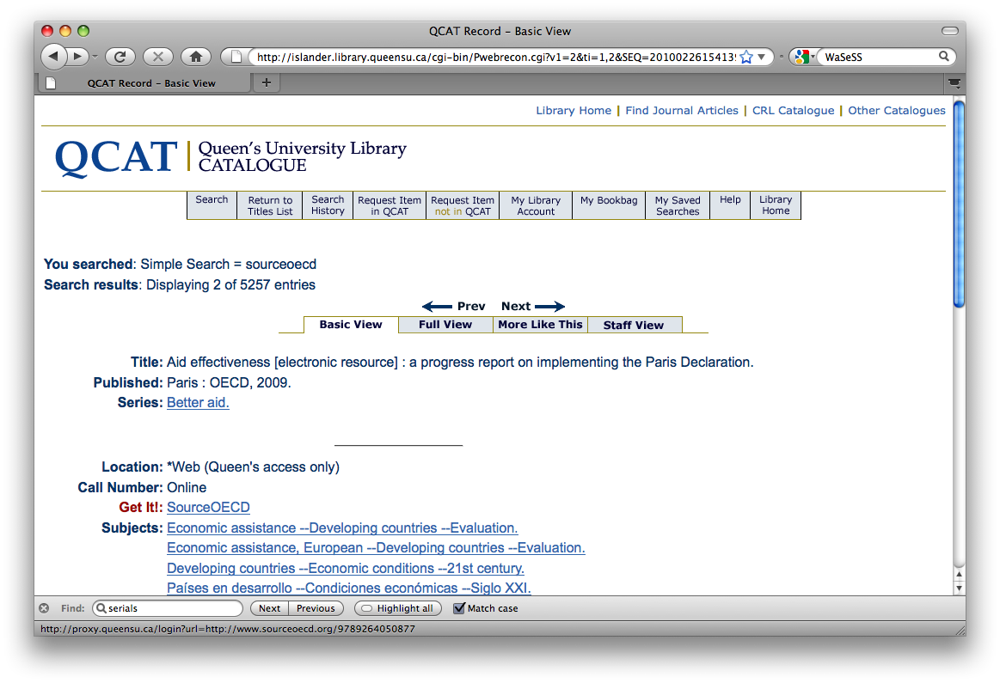 QCAT Record – Basic View
http://islander.library.queensu.ca/cgi-bin/Pwebrecon.cgi?v1=2&ti=1,2&SEQ=2010022615413
WaSeSS
QCAT Record – Basic View
+
Library Home | Find Journal Articles | CRL Catalogue | Other Catalogues
QCAT | Queen's University Library
CATALOGUE
Search
Return to Titles List
Search History
Request Item in QCAT
Request Item not in QCAT
My Library Account
My Bookbag
My Saved Searches
Help
Library Home
You searched: Simple Search = sourceoecd
Search results: Displaying 2 of 5257 entries
Prev Next
Basic View Full View More Like This Staff View
Title: Aid effectiveness [electronic resource] : a progress report on implementing the Paris Declaration.
Published: Paris : OECD, 2009.
Series: Better aid.
Location: *Web (Queen's access only)
Call Number: Online
Get It!: SourceOECD
Subjects: Economic assistance --Developing countries --Evaluation.
Economic assistance, European --Developing countries --Evaluation.
Developing countries --Economic conditions --21st century.
Países en desarrollo --Condiciones económicas --Siglo XXI.
Find: serials Next Previous Highlight all Match case
http://proxy.queensu.ca/login?url=http://www.sourceoecd.org/9789264050877